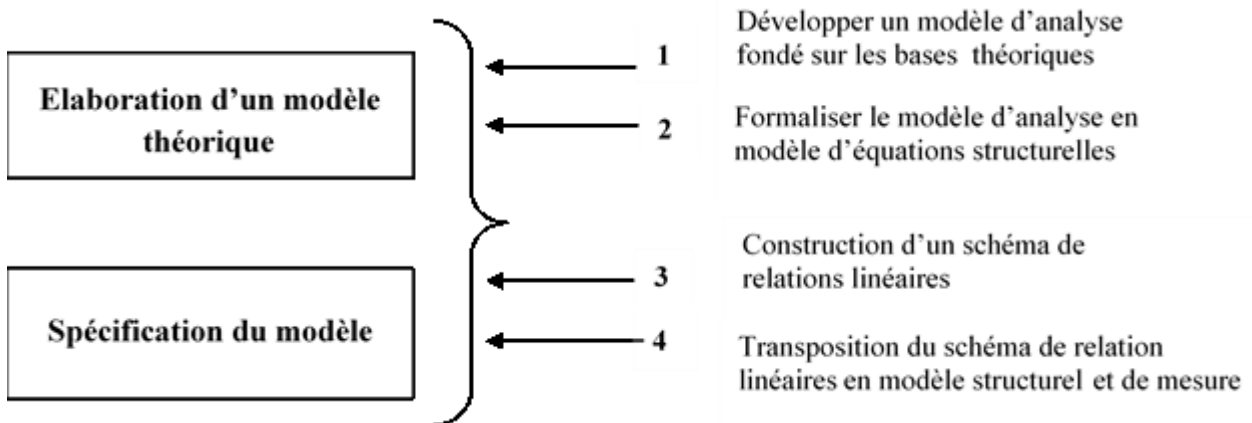 Elaboration d’un modèle
théorique
1
Développer un modèle d’analyse
fondé sur les bases théoriques
2
Formaliser le modèle d’analyse en
modèle d’équations structurelles
Spécification du modèle
3
Construction d’un schéma de
relations linéaires
4
Transposition du schéma de relation
linéaires en modèle structurel et de mesure